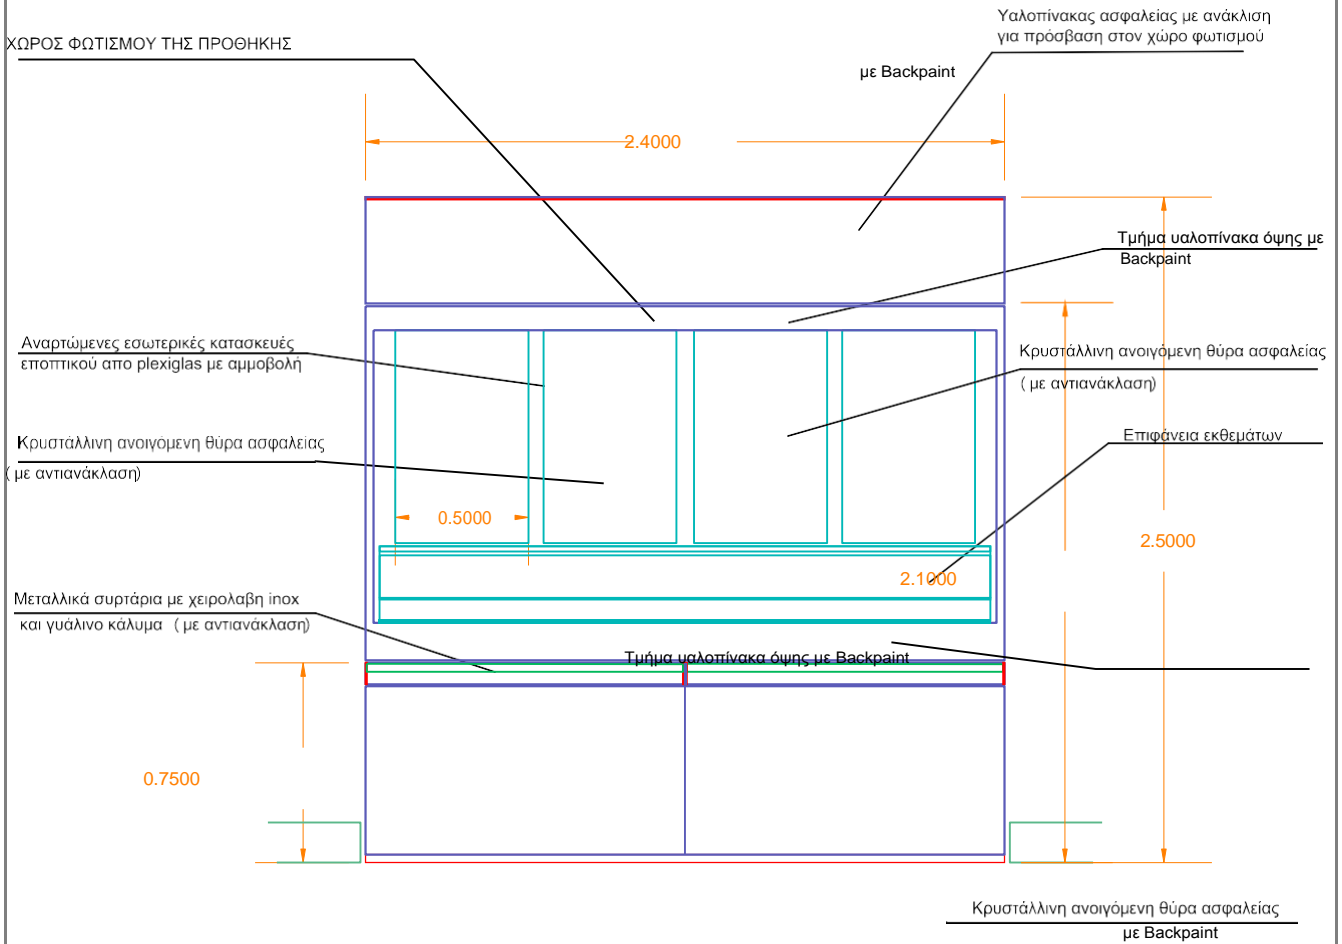 Υαλοπίνακας ασφαλείας με ανάκλιση
για πρόσβαση στον χώρο φωτισμού
ΧΩΡΟΣ ΦΩΤΙΣΜΟΥ ΤΗΣ ΠΡΟΘΗΚΗΣ
με Backpaint
2.4000
Τμήμα υαλοπίνακα όψης με
Backpaint
Αναρτώμενες εσωτερικές κατασκευές
εποπτικού απο plexiglas με αμμοβολή
Κρυστάλλινη ανοιγόμενη θύρα ασφαλείας
( με αντιανάκλαση)
Κρυστάλλινη ανοιγόμενη θύρα ασφαλείας
( με αντιανάκλαση)
Επιφάνεια εκθεμάτων
0.5000
2.5000
2.1000
Μεταλλικά συρτάρια με χειρολαβη inox
και γυάλινο κάλυμα ( με αντιανάκλαση)
Τμήμα υαλοπίνακα όψης με Backpaint
0.7500
Κρυστάλλινη ανοιγόμενη θύρα ασφαλείας
με Backpaint